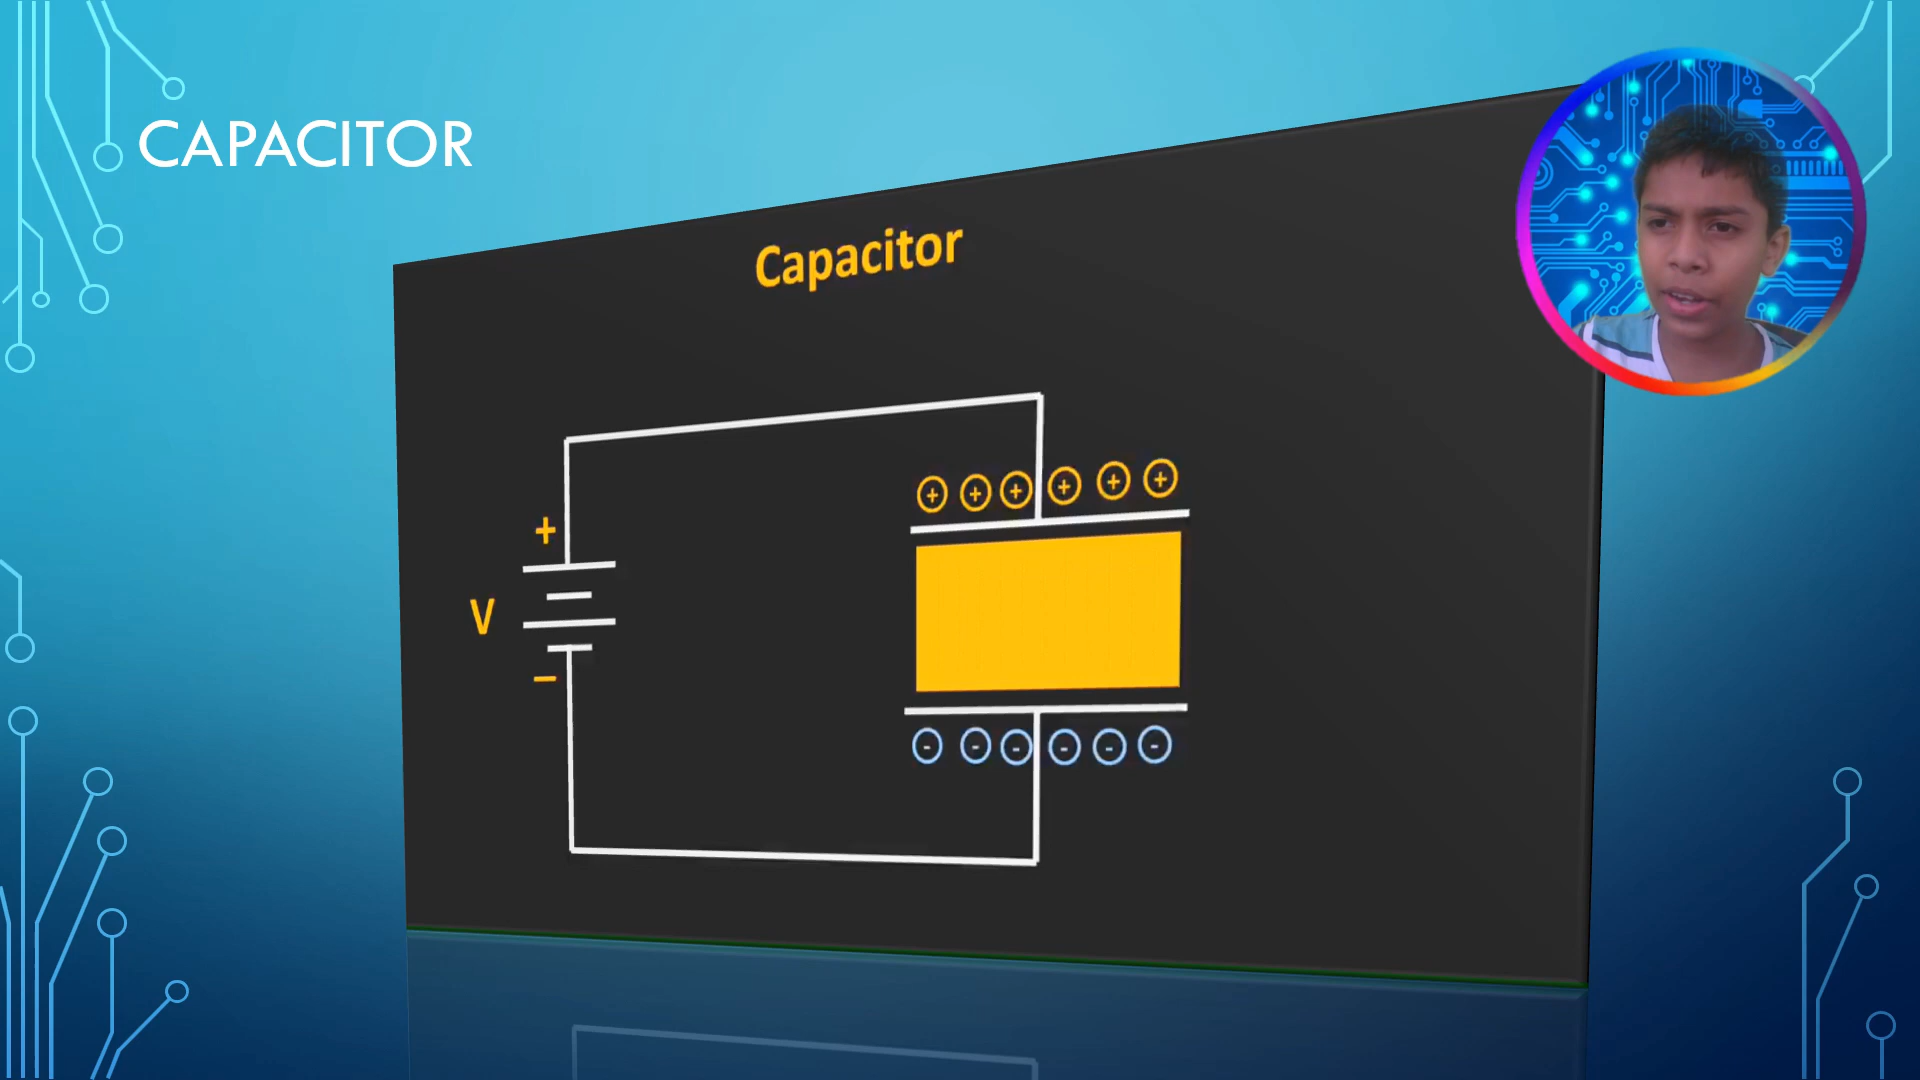 CAPACITOR
Capacitor
+ + + + + +
+
V
−
- - - - - -